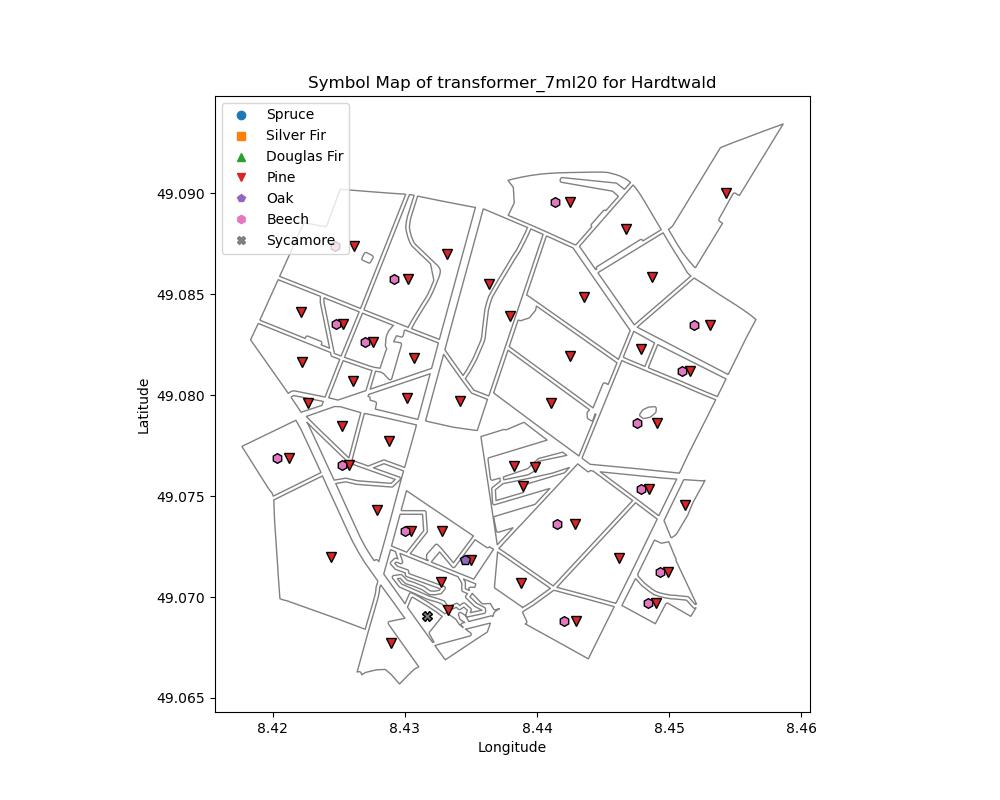 Symbol Map of transformer_7ml20 for Hardtwald
Spruce
Silver Fir
Douglas Fir
Pine
Oak
Beech
Sycamore
49.090
49.085
49.080
49.075
49.070
49.065
Latitude
8.42 8.43 8.44 8.45 8.46
Longitude